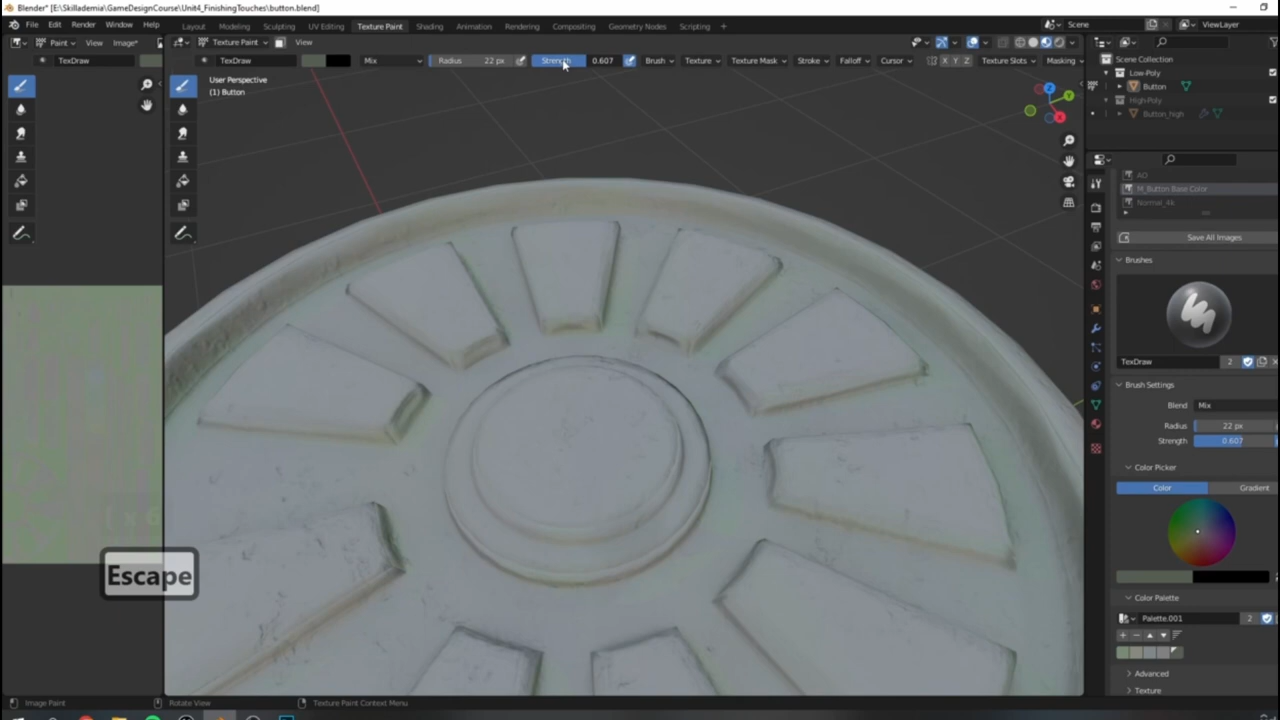 Blender* [E:\Skillademia\GameDesignCourse\Unit4_FinishingTouches\button.blend]
File Edit Render Window Help Layout Modeling Sculpting UV Editing Texture Paint Shading Animation Rendering Compositing Geometry Nodes Scripting + Scene ViewLayer
Paint View Image* Texture Paint View
TexDraw TexDraw Mix Radius 22 px Strength 0.607 Brush Texture Texture Mask Stroke Falloff Cursor X Y Z Texture Slots Masking
User Perspective
(1) Button
Z
Y
X
Scene Collection
Low-Poly
Button
High-Poly
Button_high
AO
M_Button Base Color
Normal_4k
Save All Images
Brushes
TexDraw 2
Brush Settings
Blend Mix
Radius 22 px
Strength 0.607
Color Picker
Color Gradient
Color Palette
Palette.001 2
Advanced
Texture
Escape
Image Paint Rotate View Texture Paint Context Menu